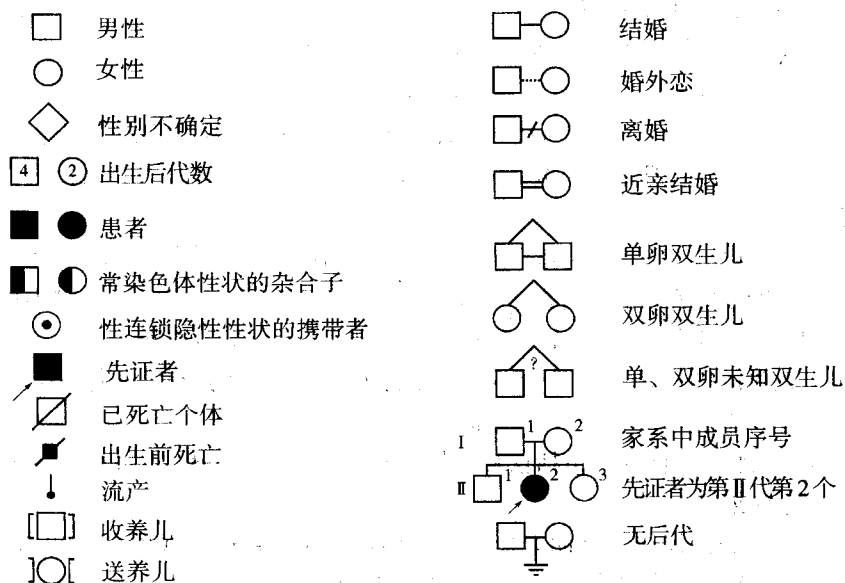 男性
女性
性别不确定
4 2 出生后代数
患者
常染色体性状的杂合子
性连锁隐性性状的携带者
先证者
已死亡个体
出生前死亡
流产
收养儿
送养儿
结婚
婚外恋
离婚
近亲结婚
单卵双生儿
双卵双生儿
? 单、双卵未知双生儿
I 1 2 家系中成员序号
II 1 2 3 先证者为第II代第2个
无后代